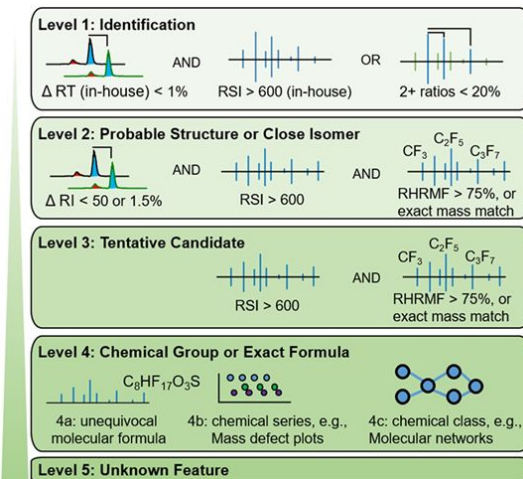 Level 1: Identification
AND
OR
Δ RT (in-house) < 1%
RSI > 600 (in-house)
2+ ratios < 20%
Level 2: Probable Structure or Close Isomer
AND
AND
CF₃
C₂F₅
C₃F₇
Δ RI < 50 or 1.5%
RSI > 600
RHRMF > 75%, or
exact mass match
Level 3: Tentative Candidate
AND
CF₃
C₂F₅
C₃F₇
RSI > 600
RHRMF > 75%, or
exact mass match
Level 4: Chemical Group or Exact Formula
C₈HF₁₇O₃S
4a: unequivocal
molecular formula
4b: chemical series, e.g.,
Mass defect plots
4c: chemical class, e.g.,
Molecular networks
Level 5: Unknown Feature